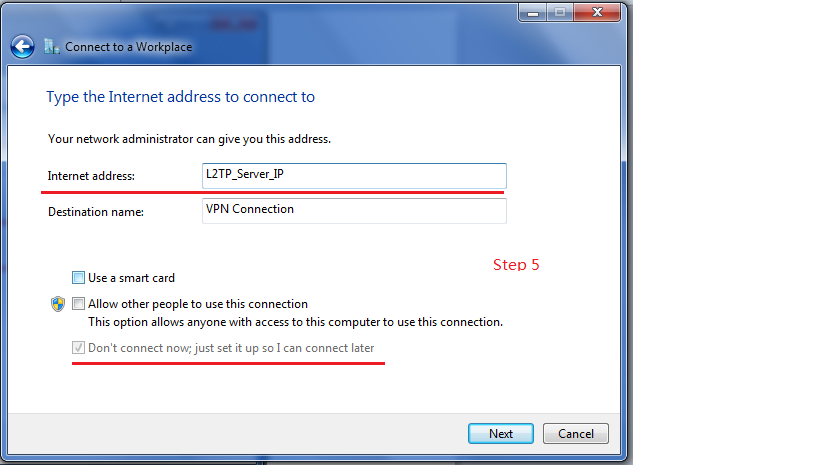 Connect to a Workplace
Type the Internet address to connect to
Your network administrator can give you this address.
Internet address: L2TP_Server_IP
Destination name: VPN Connection
Step 5
Use a smart card
Allow other people to use this connection
This option allows anyone with access to this computer to use this connection.
Don't connect now; just set it up so I can connect later
Next Cancel